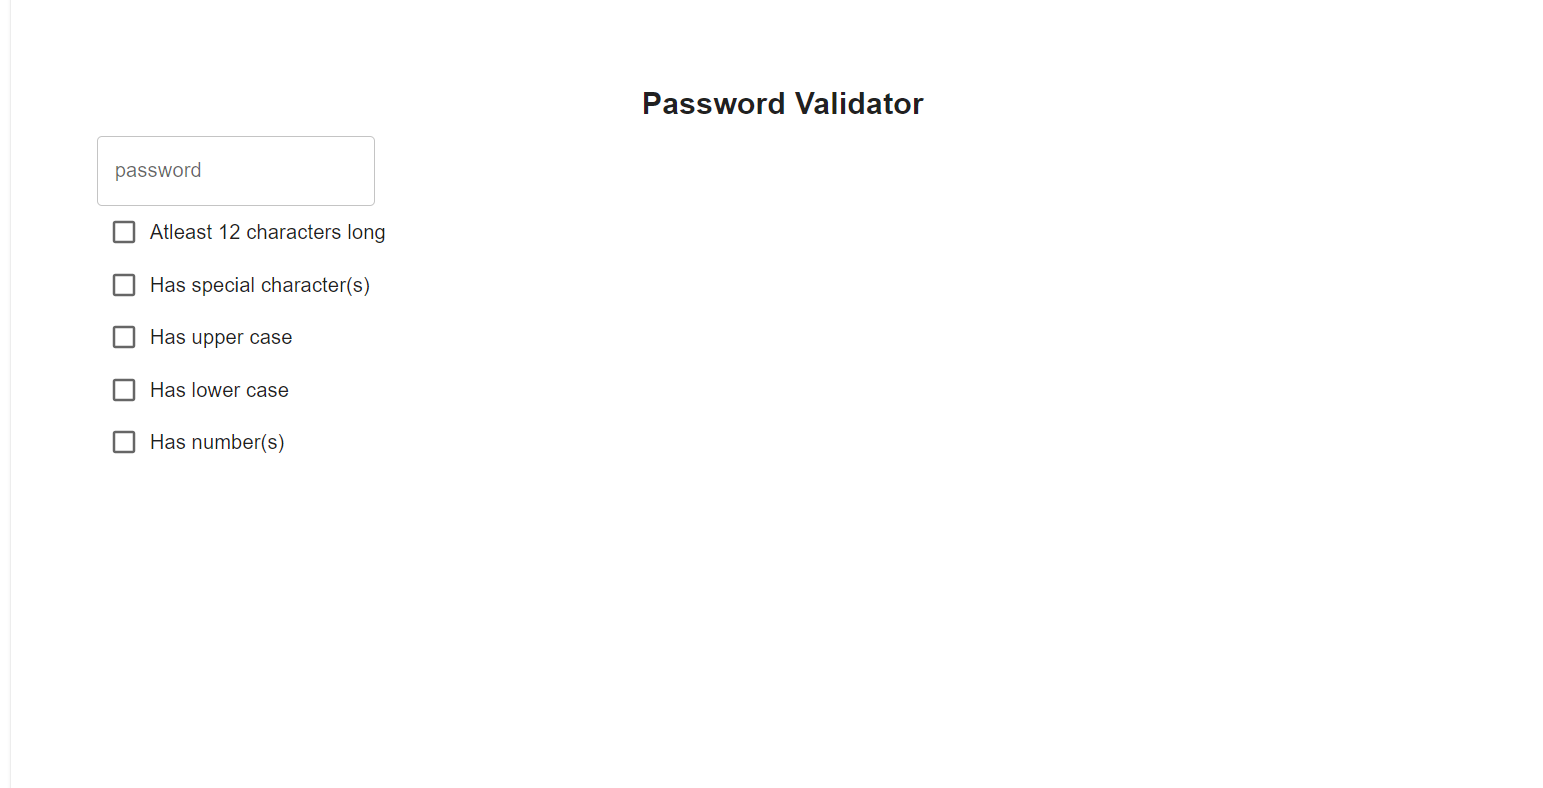 Password Validator
password
Atleast 12 characters long
Has special character(s)
Has upper case
Has lower case
Has number(s)